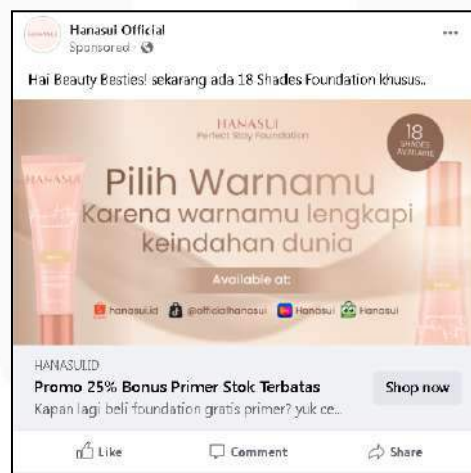 Hanasui Official
Sponsored ·
Hai Beauty Besties! sekarang ada 18 Shades Foundation khusus..
HANASUI
Perfect Stay Foundation
18
SHADES
AVAILABLE
HANASUI
Pilih Warnamu
Karena warnamu lengkapi
keindahan dunia
Available at:
hanasui.id @officialhanasui Hanasui Hanasui
HANASUI.ID
Promo 25% Bonus Primer Stok Terbatas
Shop now
Kapan lagi beli foundation gratis primer? yuk ce...
Like Comment Share